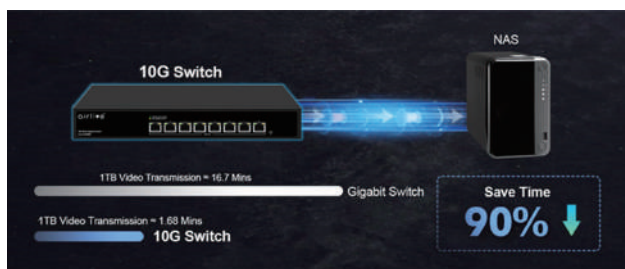 NAS
10G Switch
1TB Video Transmission = 16.7 Mins
Gigabit Switch
1TB Video Transmission = 1.68 Mins
10G Switch
Save Time
90%